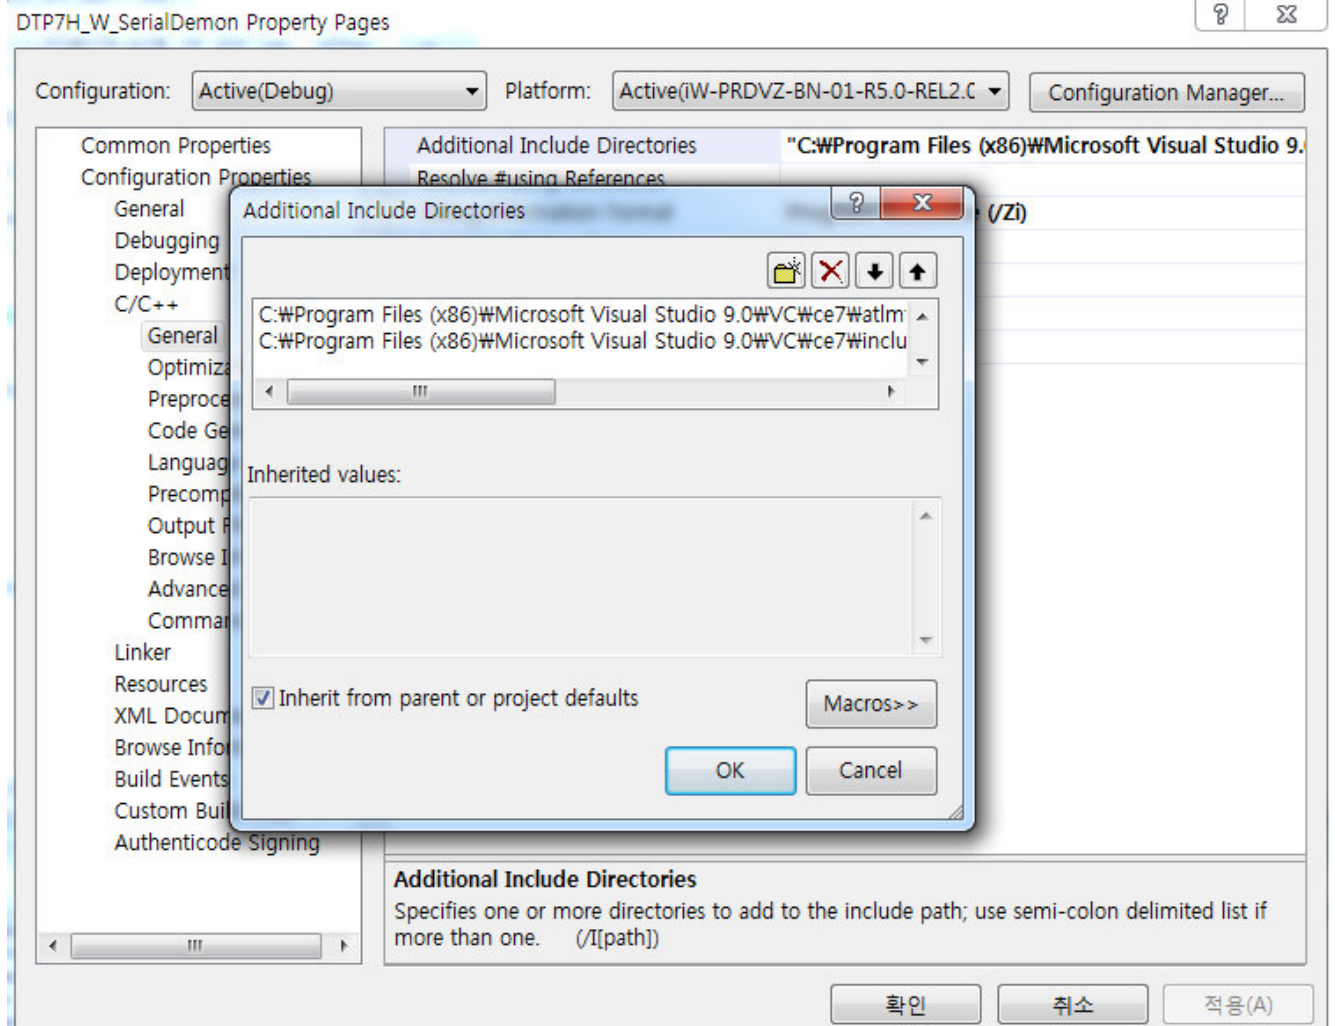 DTP7H_W_SerialDemon Property Pages
Configuration: Active(Debug) Platform: Active(iW-PRDVZ-BN-01-R5.0-REL2.0 Configuration Manager...
Common Properties
Configuration Properties
General
Debugging
Deployment
C/C++
General
Optimiza
Preproce
Code Ge
Languag
Precomp
Output F
Browse I
Advance
Comman
Linker
Resources
XML Docum
Browse Infor
Build Events
Custom Buil
Authenticode Signing
Additional Include Directories "C:₩Program Files (x86)₩Microsoft Visual Studio 9.
Resolve #using References
(/Zi)
Additional Include Directories
C:₩Program Files (x86)₩Microsoft Visual Studio 9.0₩VC₩ce7₩atlm
C:₩Program Files (x86)₩Microsoft Visual Studio 9.0₩VC₩ce7₩inclu
Inherited values:
Inherit from parent or project defaults
Macros>>
OK Cancel
Additional Include Directories
Specifies one or more directories to add to the include path; use semi-colon delimited list if
more than one. (/I[path])
확인 취소 적용(A)